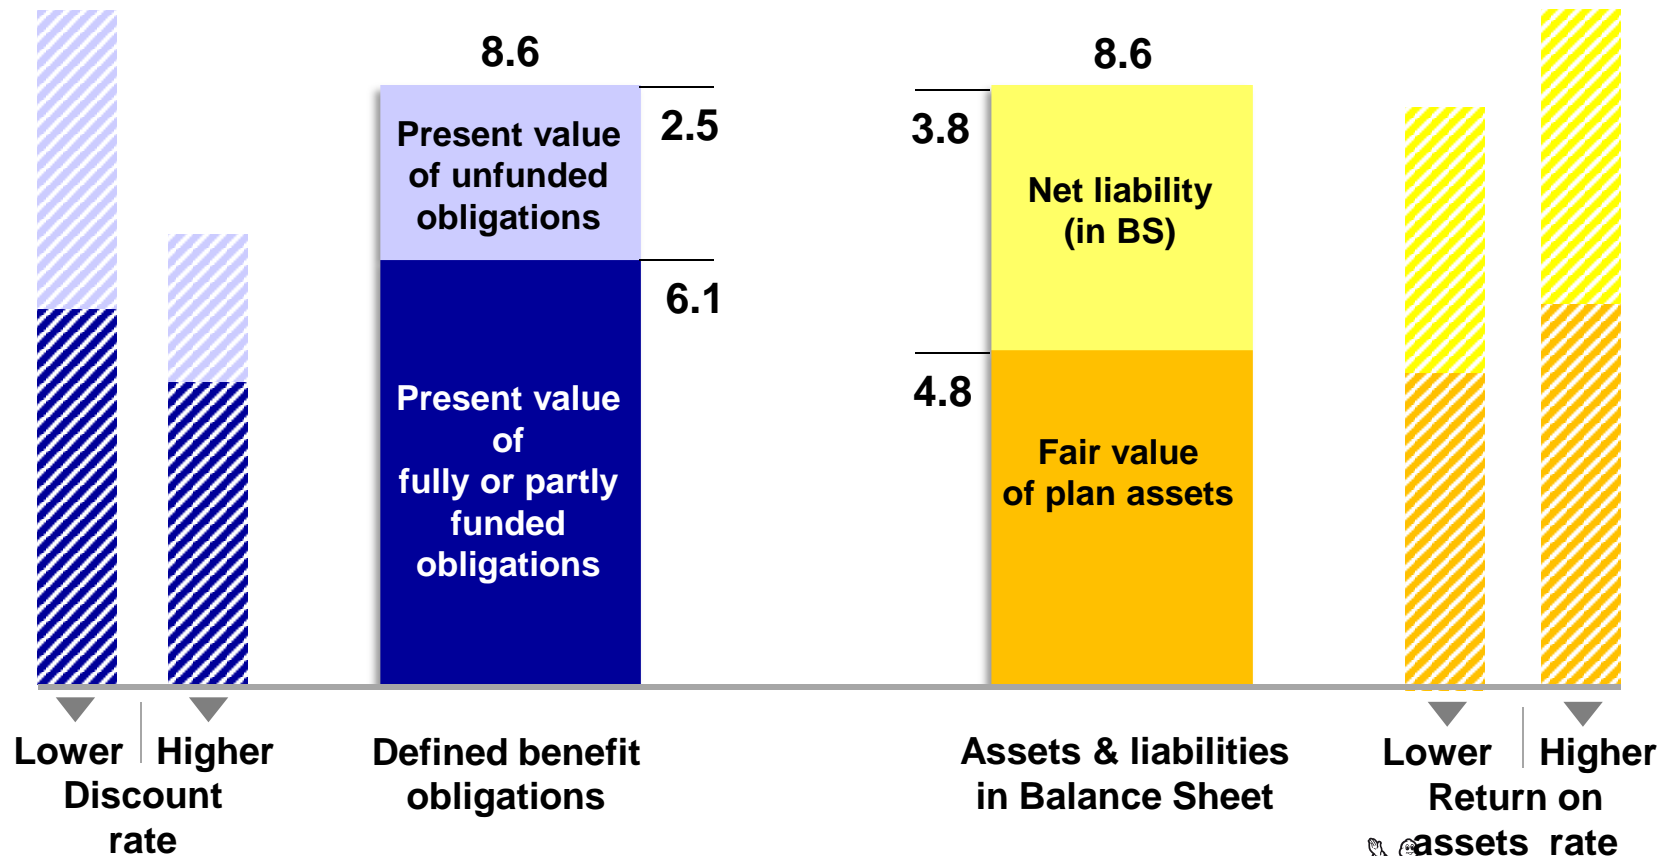 8.6
Present value
of unfunded
obligations
2.5
6.1
Present value
of
fully or partly
funded
obligations
8.6
3.8
Net liability
(in BS)
4.8
Fair value
of plan assets
Lower
Higher
Discount
rate
Defined benefit
obligations
Assets & liabilities
in Balance Sheet
Lower
Higher
Return on
assets rate